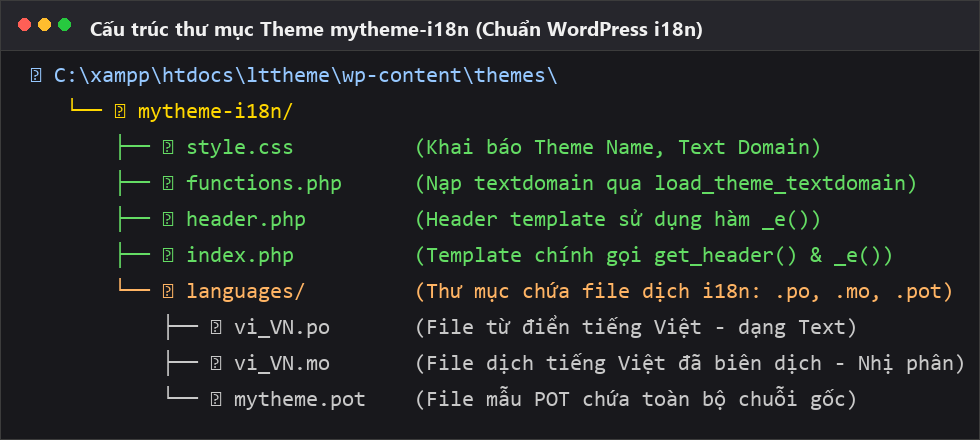 Cấu trúc thư mục Theme mytheme-i18n (Chuẩn WordPress i18n)
C:\xampp\htdocs\lttheme\wp-content\themes\
└── mytheme-i18n/
├── style.css (Khai báo Theme Name, Text Domain)
├── functions.php (Nạp textdomain qua load_theme_textdomain)
├── header.php (Header template sử dụng hàm _e())
├── index.php (Template chính gọi get_header() & _e())
└── languages/ (Thư mục chứa file dịch i18n: .po, .mo, .pot)
├── vi_VN.po (File từ điển tiếng Việt - dạng Text)
├── vi_VN.mo (File dịch tiếng Việt đã biên dịch - Nhị phân)
└── mytheme.pot (File mẫu POT chứa toàn bộ chuỗi gốc)